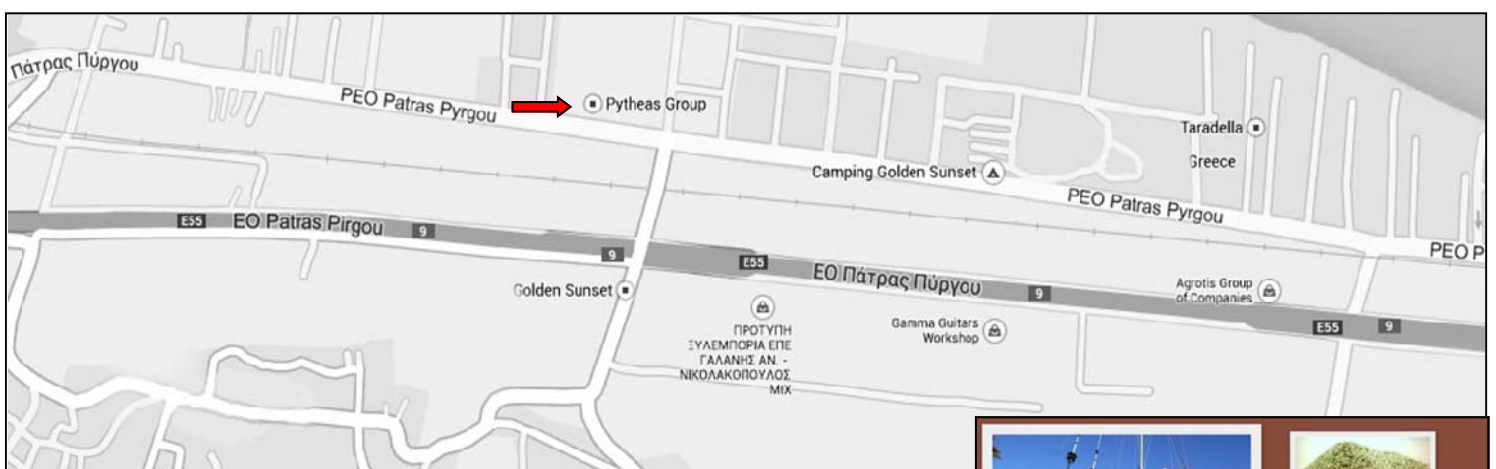 Πάτρας Πύργου
PEO Patras Pyrgou
Pytheas Group
Taradella
Greece
Camping Golden Sunset
PEO Patras Pyrgou
E55
EO Patras Pirgou
9
9
E55
ΕΟ Πάτρας Πύργου
9
PEO P
Golden Sunset
Agrotis Group
of Companies
Gamma Guitars
Workshop
E55
9
ΠΡΟΤΥΠΗ
ΞΥΛΕΜΠΟΡΙΑ ΕΠΕ
ΓΑΛΑΝΗΣ ΑΝ. -
ΝΙΚΟΛΑΚΟΠΟΥΛΟΣ
ΜΙΧ